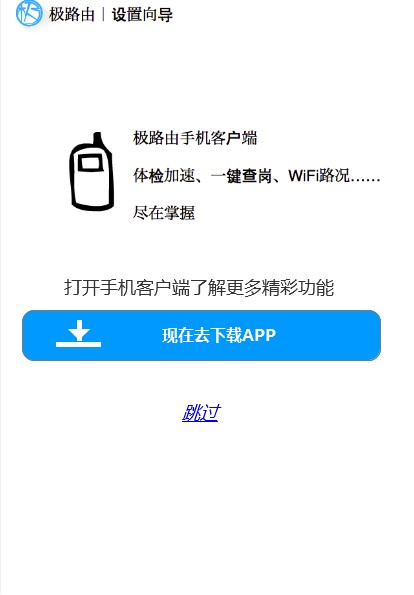 极路由｜设置向导
极路由手机客户端
体检加速、一键查岗、WiFi路况……
尽在掌握
打开手机客户端了解更多精彩功能
现在去下载APP
跳过